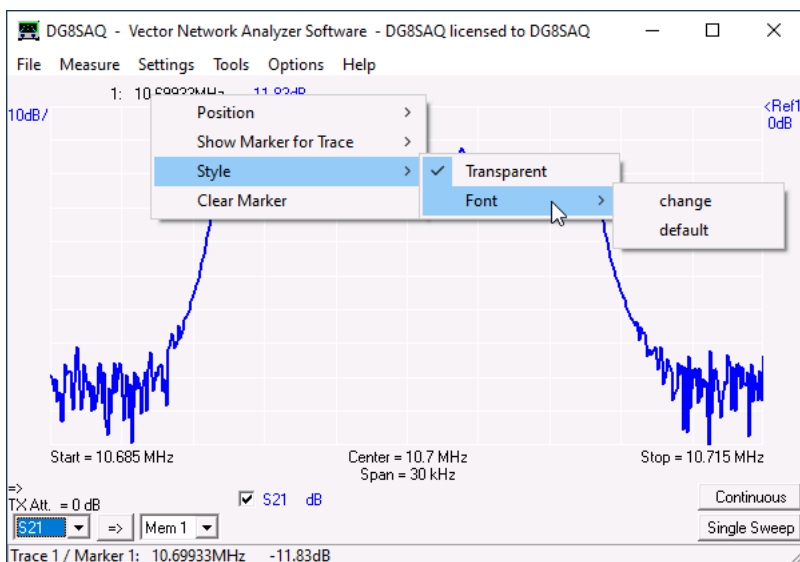 DG8SAQ - Vector Network Analyzer Software - DG8SAQ licensed to DG8SAQ
File Measure Settings Tools Options Help
1:
10dB/
<Ref1
0dB
Position
Show Marker for Trace
Style
Clear Marker
Transparent
Font
change
default
Start = 10.685 MHz
Center = 10.7 MHz
Stop = 10.715 MHz
Span = 30 kHz
=>
TX Att. = 0 dB
S21 dB
Continuous
S21
=>
Mem 1
Single Sweep
Trace 1 / Marker 1: 10.69933MHz -11.83dB